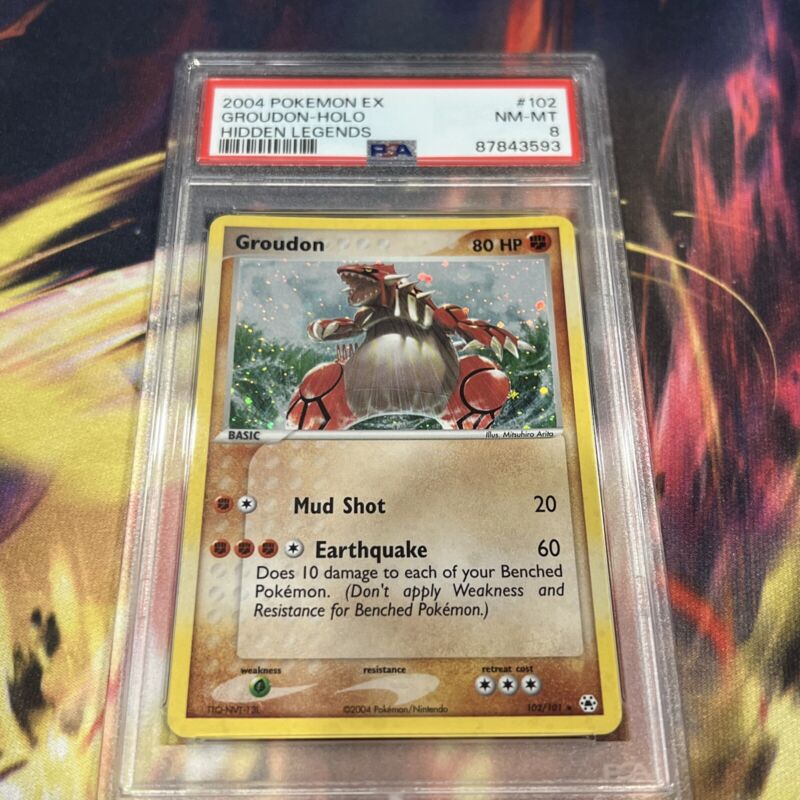 2004 POKEMON EX #102
GROUDON-HOLO NM-MT
HIDDEN LEGENDS 8
PSA 87843593
Groudon 80 HP
BASIC Illus. Mitsuhiro Arita
Mud Shot 20
Earthquake 60
Does 10 damage to each of your Benched
Pokémon. (Don't apply Weakness and
Resistance for Benched Pokémon.)
weakness resistance retreat cost
©2004 Pokémon/Nintendo 102/101
PSA